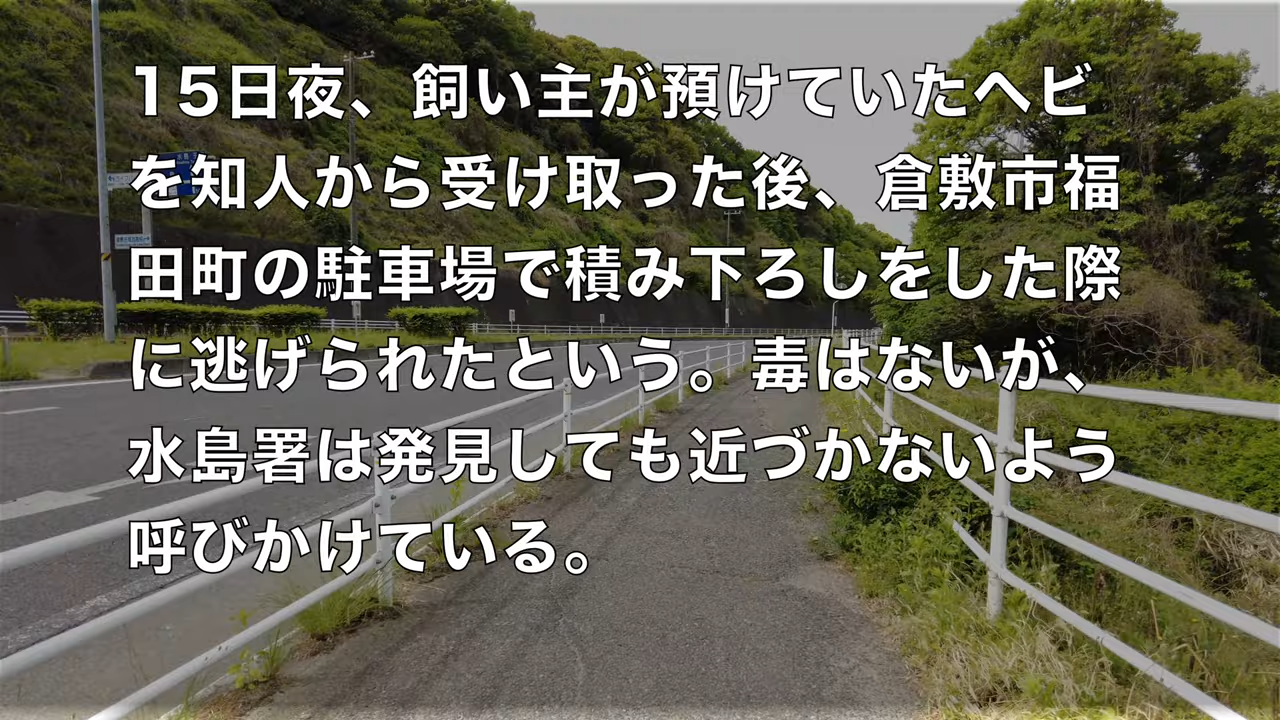 15日夜、飼い主が預けていたヘビ
を知人から受け取った後、倉敷市福
田町の駐車場で積み下ろしをした際
に逃げられたという。毒はないが、
水島署は発見しても近づかないよう
呼びかけている。